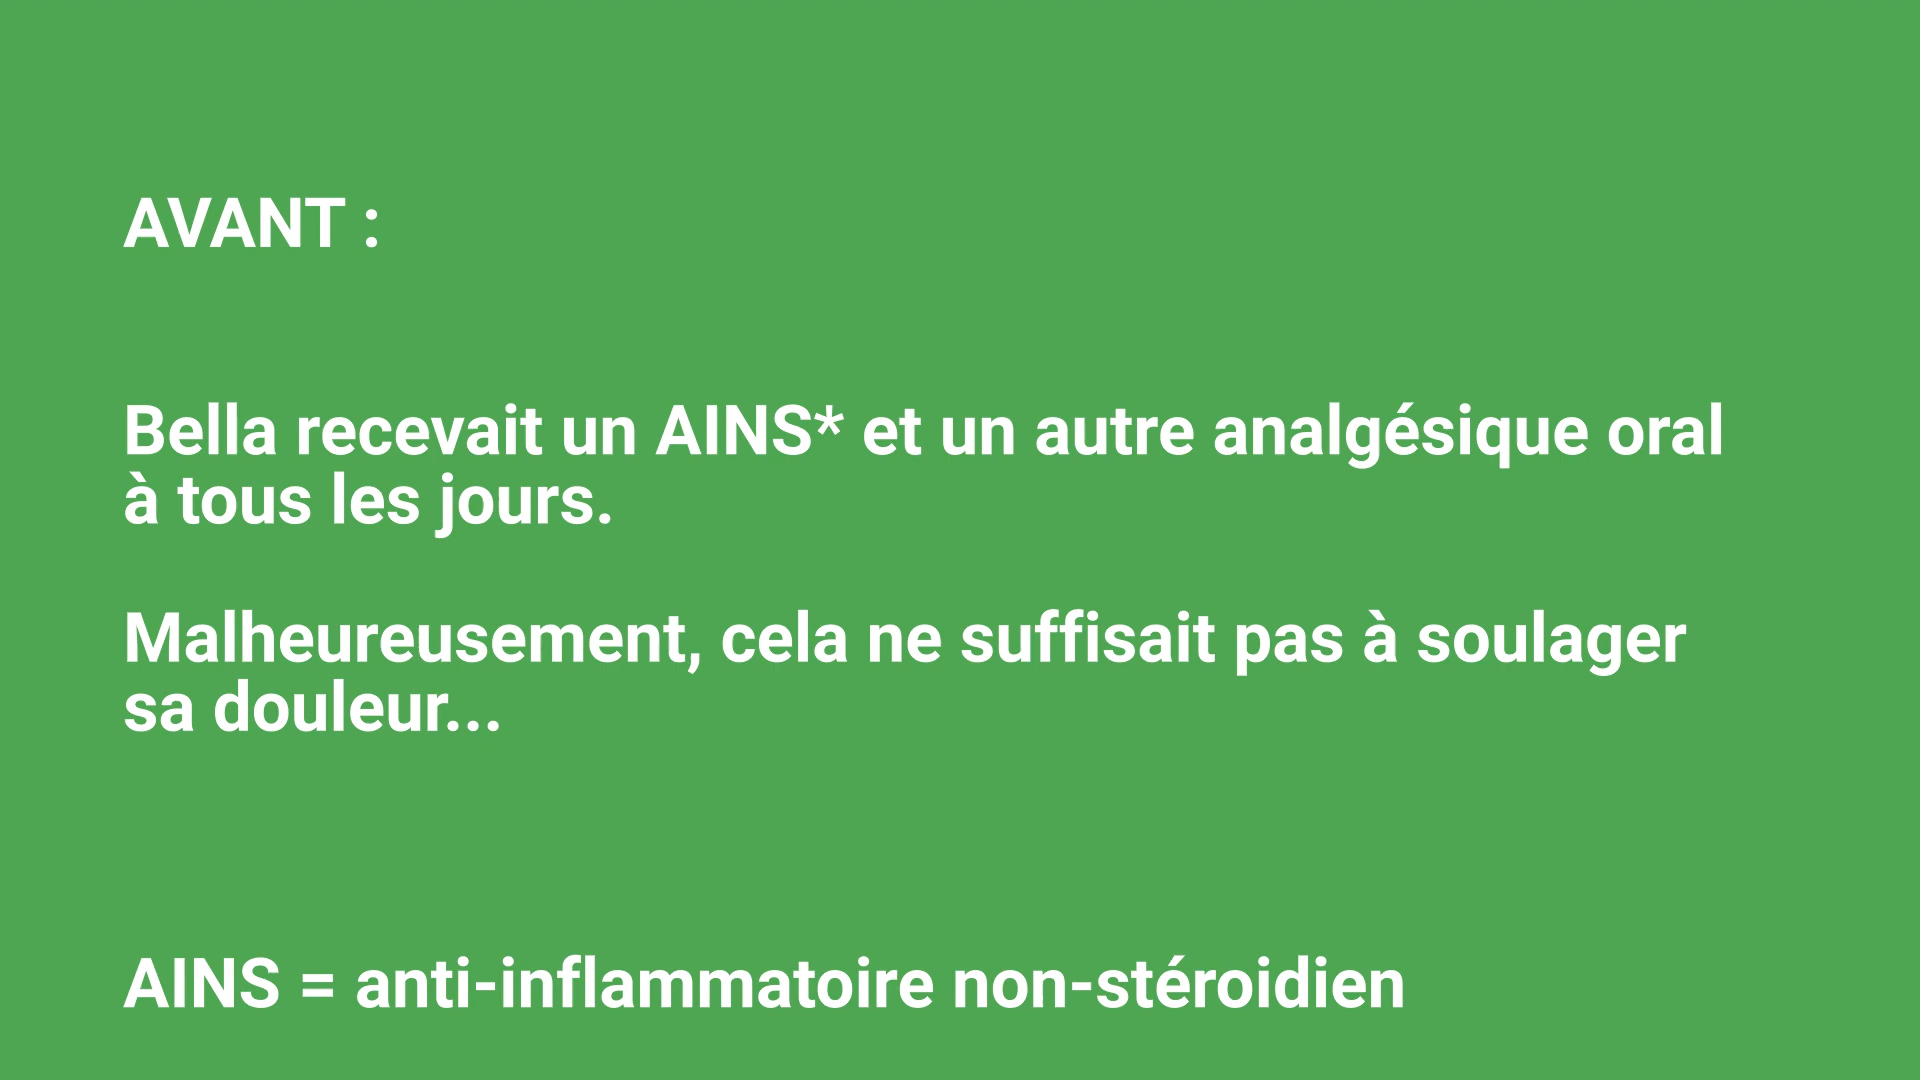 AVANT :
Bella recevait un AINS* et un autre analgésique oral
à tous les jours.
Malheureusement, cela ne suffisait pas à soulager
sa douleur...
AINS = anti-inflammatoire non-stéroidien